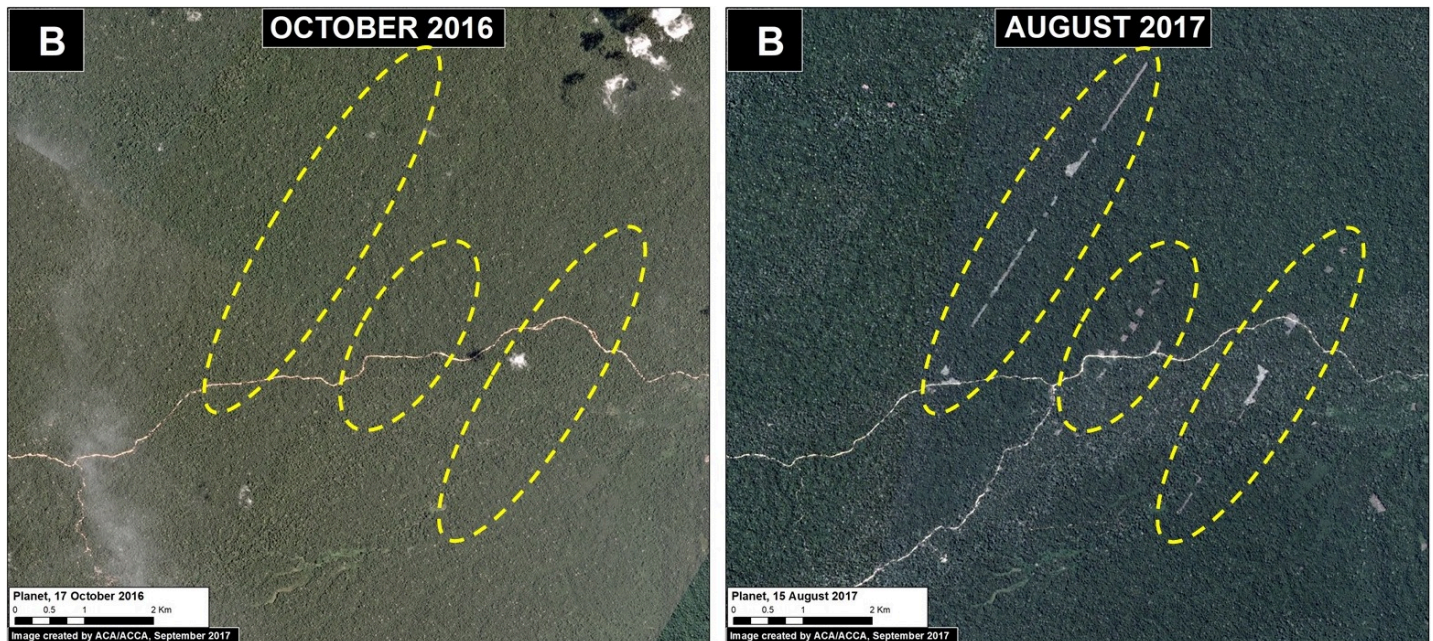 B
OCTOBER 2016
Planet, 17 October 2016
0 0.5 1 2 Km
Image created by ACA/ACCA, September 2017
B
AUGUST 2017
Planet, 15 August 2017
0 0.5 1 2 Km
Image created by ACA/ACCA, September 2017